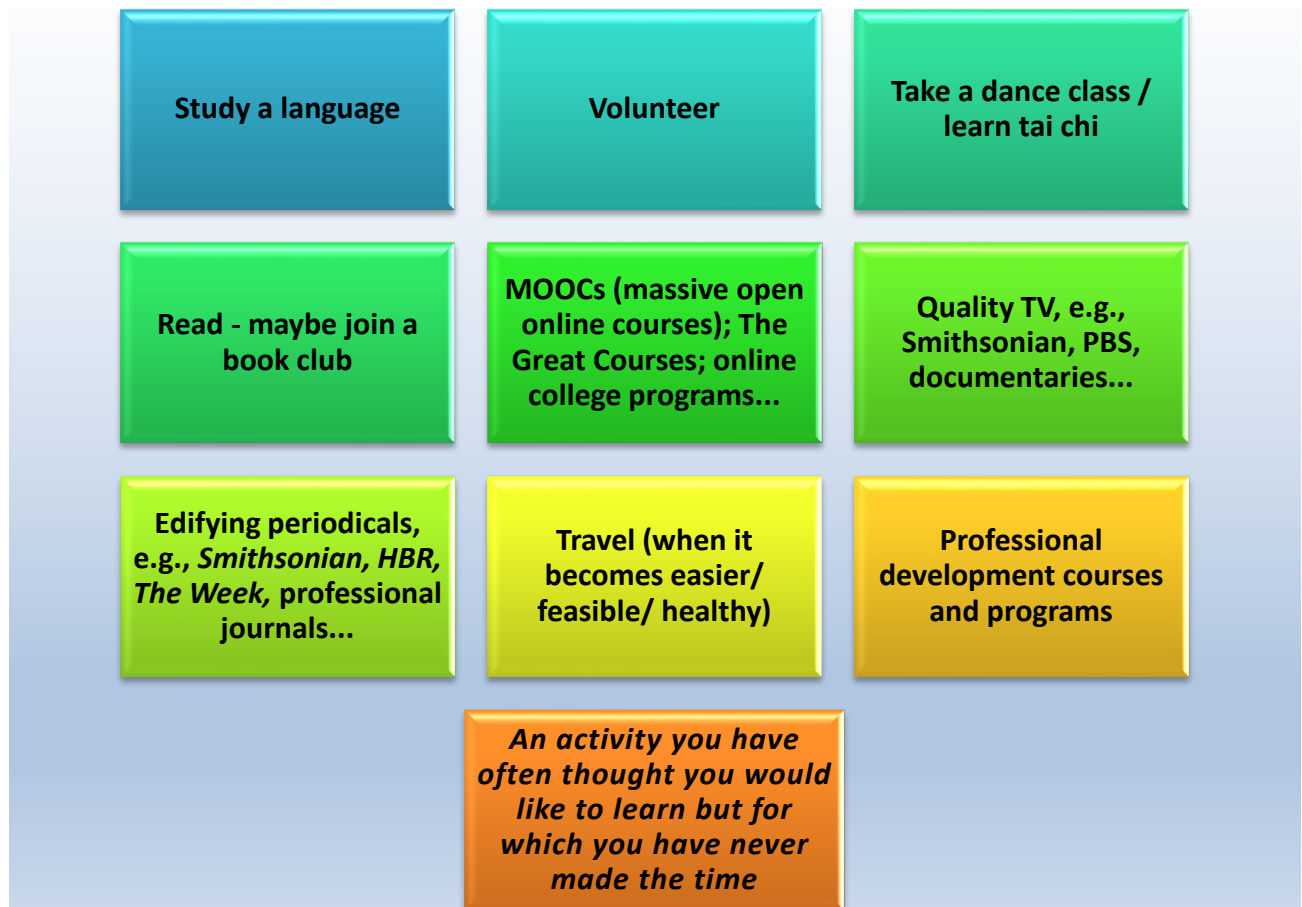 Study a language
Volunteer
Take a dance class /
learn tai chi
Read - maybe join a
book club
MOOCs (massive open
online courses); The
Great Courses; online
college programs...
Quality TV, e.g.,
Smithsonian, PBS,
documentaries...
Edifying periodicals,
e.g., Smithsonian, HBR,
The Week, professional
journals...
Travel (when it
becomes easier/
feasible/ healthy)
Professional
development courses
and programs
An activity you have
often thought you would
like to learn but for
which you have never
made the time